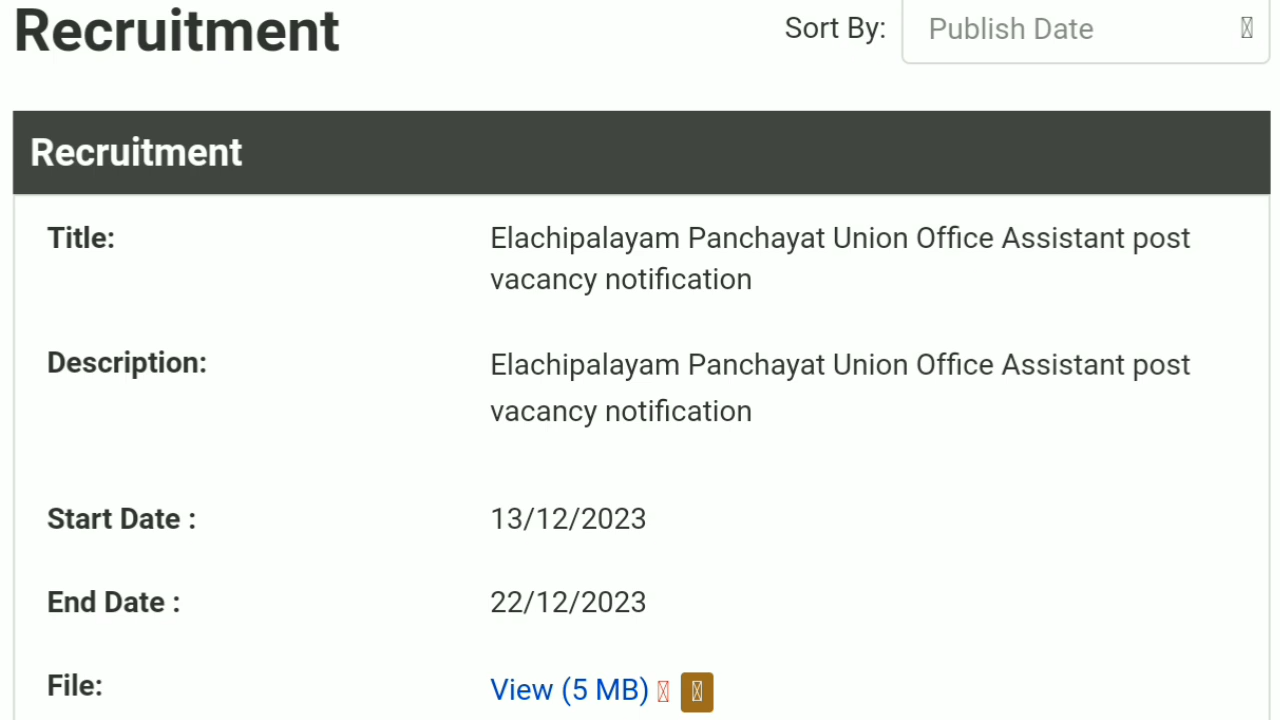 Recruitment
Sort By: Publish Date
Recruitment
Title: Elachipalayam Panchayat Union Office Assistant post
vacancy notification
Description: Elachipalayam Panchayat Union Office Assistant post
vacancy notification
Start Date : 13/12/2023
End Date : 22/12/2023
File: View (5 MB)